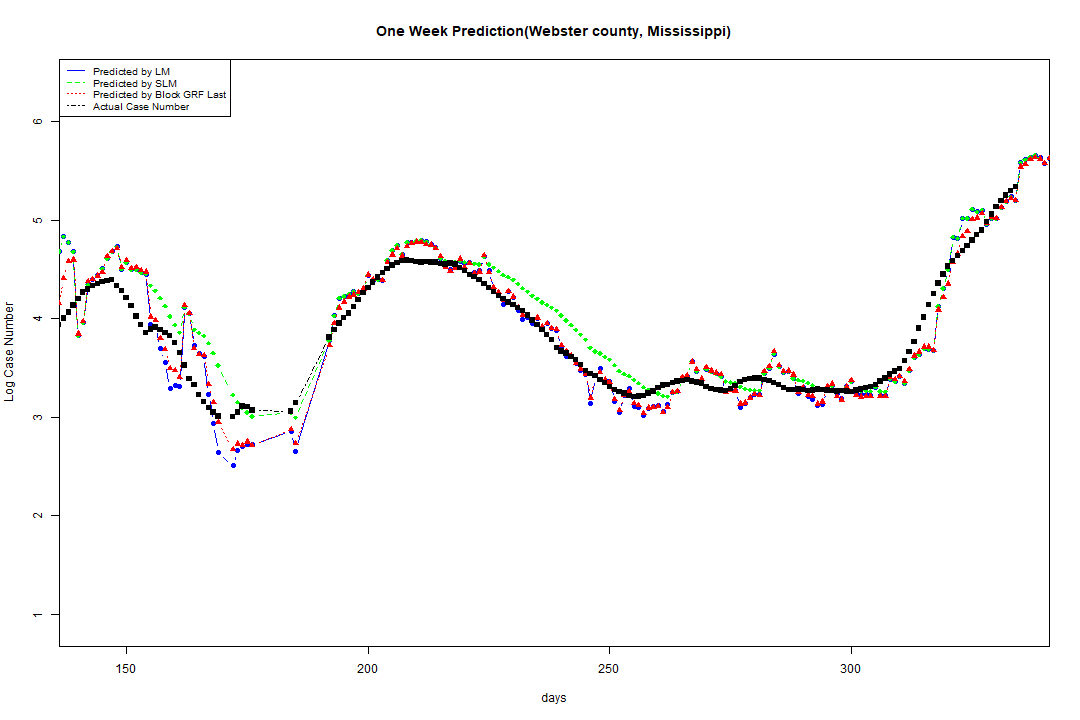 One Week Prediction(Webster county, Mississippi)
Predicted by LM
Predicted by SLM
Predicted by Block GRF Last
Actual Case Number
Log Case Number
6
5
4
3
2
1
150 200 250 300
days